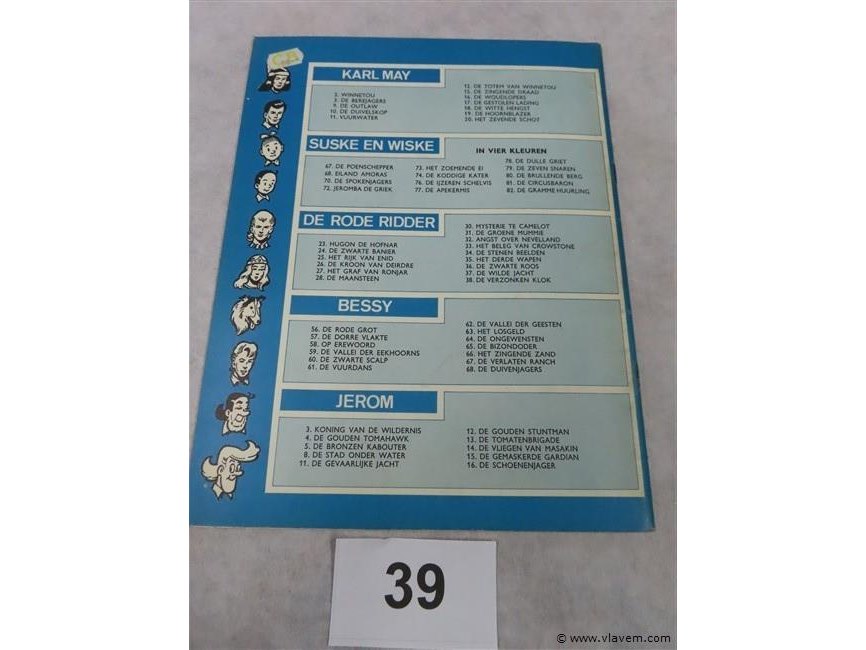 KARL MAY
2. WINNETOU
3. DE BERENJAGERS
9. DE OUTLAW
10. DE DUIVELSKOP
11. VUURWATER
13. DE TOTEM VAN WINNETOU
15. DE ZINGENDE DRAAD
16. DE WOUDLOPERS
17. DE GESTOLEN LADING
18. DE WITTE HENGST
19. DE HOORNBLAZER
20. HET ZEVENDE SCHOT
SUSKE EN WISKE
IN VIER KLEUREN
67. DE POENSCHEPPER
68. EILAND AMORAS
70. DE SPOKENJAGERS
72. JEROMBA DE GRIEK
73. HET ZOEMENDE EI
74. DE KODDIGE KATER
76. DE IJZEREN SCHELVIS
77. DE APEKERMIS
78. DE DULLE GRIET
79. DE ZEVEN SNAREN
80. DE BRULLENDE BERG
81. DE CIRCUSBARON
82. DE GRAMME-HUURLING
DE RODE RIDDER
23. HUGON DE HOFNAR
24. DE ZWARTE BANIER
25. HET RIJK VAN ENID
26. DE KROON VAN DEIRDRE
27. HET GRAF VAN RONJAR
28. DE MAANSTEEN
30. MYSTERIE TE CAMELOT
31. DE GROENE MUMMIE
32. ANGST OVER NEVELLAND
33. HET BELEG VAN CROWSTONE
34. DE STENEN BEELDEN
35. HET DERDE WAPEN
36. DE ZWARTE ROOS
37. DE WILDE JACHT
38. DE VERZONKEN KLOK
BESSY
56. DE RODE GROT
57. DE DORRE VLAKTE
58. OP EREWOORD
59. DE VALLEI DER EEKHOORNS
60. DE ZWARTE SCALP
61. DE VUURDANS
62. DE VALLEI DER GEESTEN
63. HET LOSGELD
64. DE ONGEWENSTEN
65. DE BIZONDODER
66. HET ZINGENDE ZAND
67. DE VERLATEN RANCH
68. DE DUIVENJAGERS
JEROM
3. KONING VAN DE WILDERNIS
4. DE GOUDEN TOMAHAWK
5. DE BRONZEN KABOUTER
8. DE STAD ONDER WATER
11. DE GEVAARLIJKE JACHT
12. DE GOUDEN STUNTMAN
13. DE TOMATENBRIGADE
14. DE VLIEGEN VAN MASAKIN
15. DE GEMASKERDE GARDIAN
16. DE SCHOENENJAGER
39
© www.vlavem.com